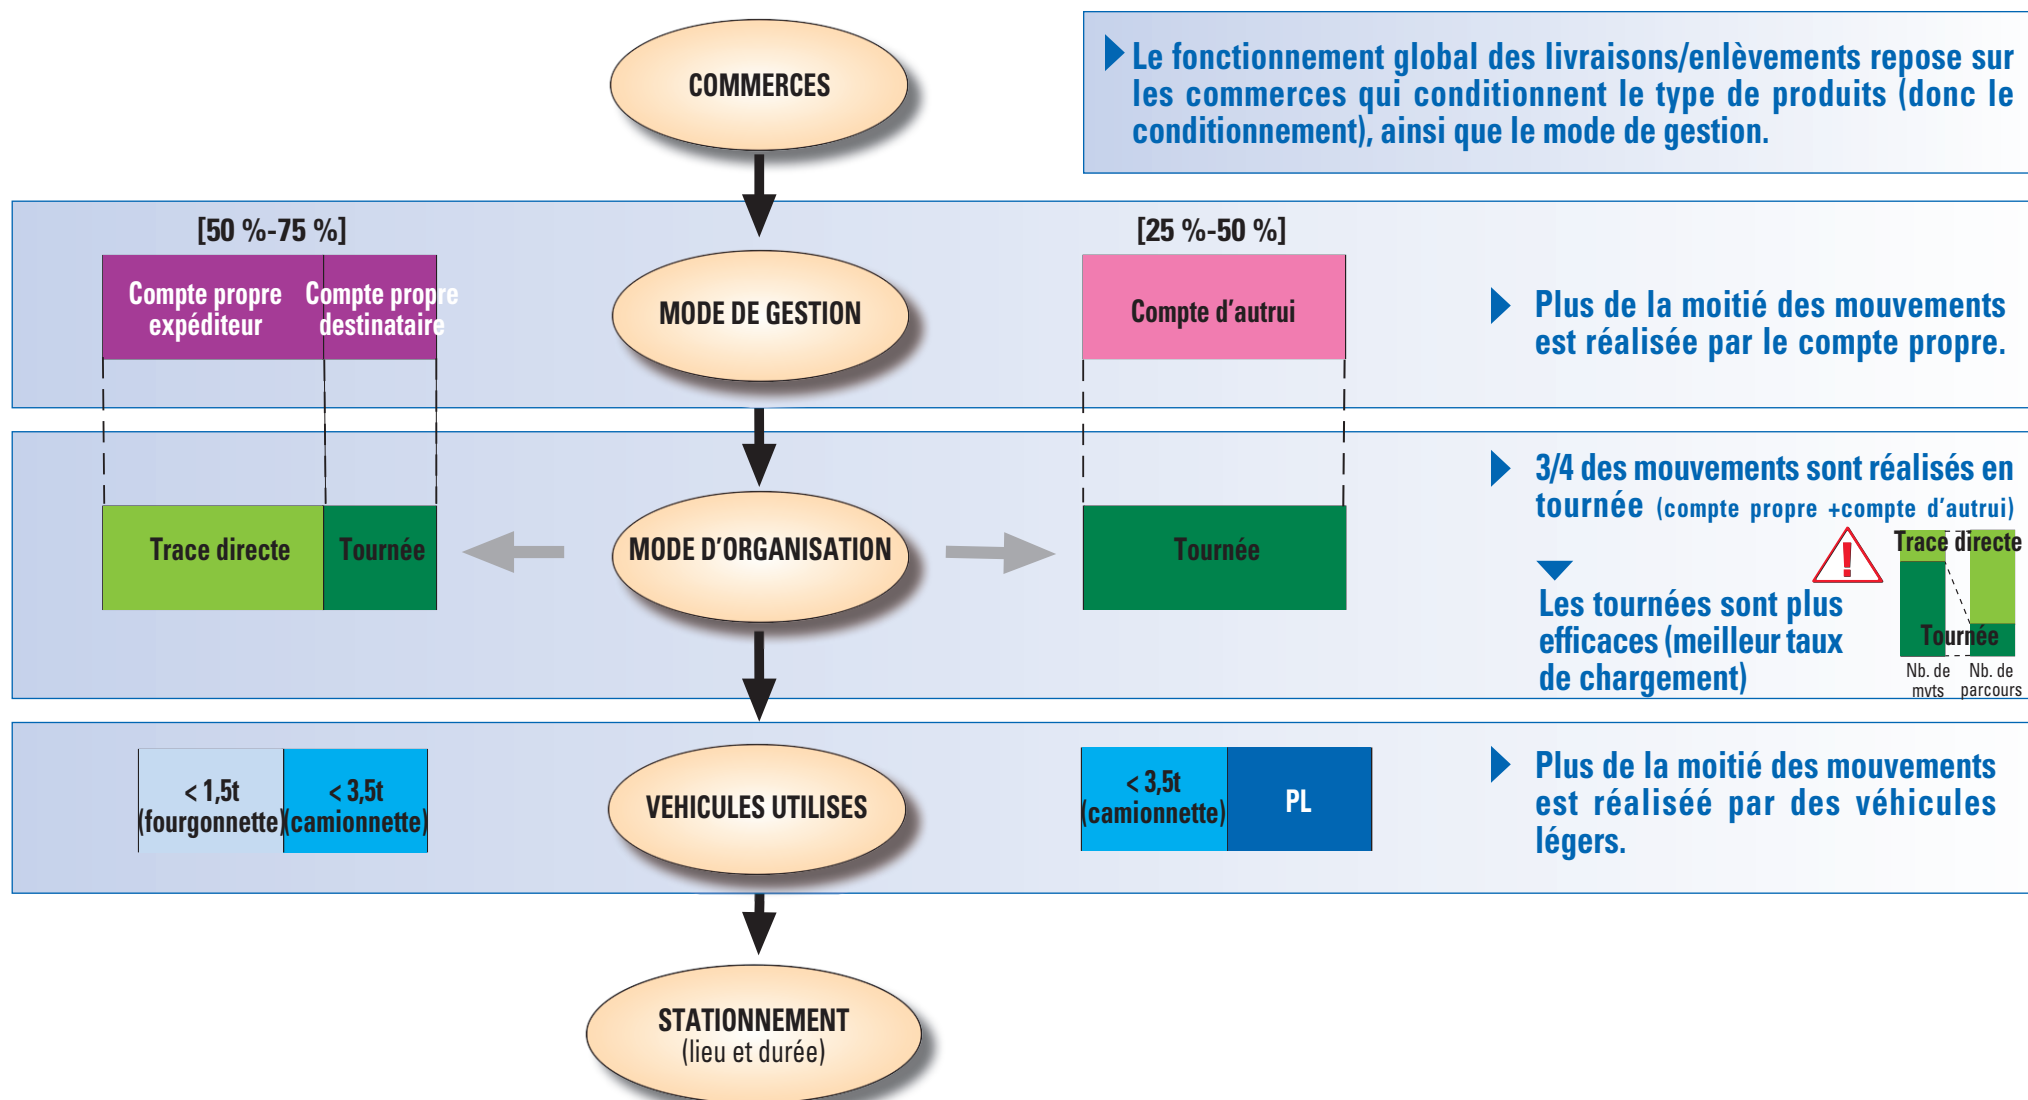 COMMERCES
Le fonctionnement global des livraisons/enlèvements repose sur
les commerces qui conditionnent le type de produits (donc le
conditionnement), ainsi que le mode de gestion.
[50 %-75 %]
Compte propre
expéditeur
Compte propre
destinataire
MODE DE GESTION
[25 %-50 %]
Compte d'autrui
Plus de la moitié des mouvements
est réalisée par le compte propre.
Trace directe
Tournée
MODE D'ORGANISATION
Tournée
3/4 des mouvements sont réalisés en
tournée (compte propre +compte d'autrui)
Les tournées sont plus
efficaces (meilleur taux
de chargement)
!
Trace directe
Tournée
Nb. de
mvts
Nb. de
parcours
< 1,5t
(fourgonnette)
< 3,5t
(camionnette)
VEHICULES UTILISES
< 3,5t
(camionnette)
PL
Plus de la moitié des mouvements
est réaliséé par des véhicules
légers.
STATIONNEMENT
(lieu et durée)